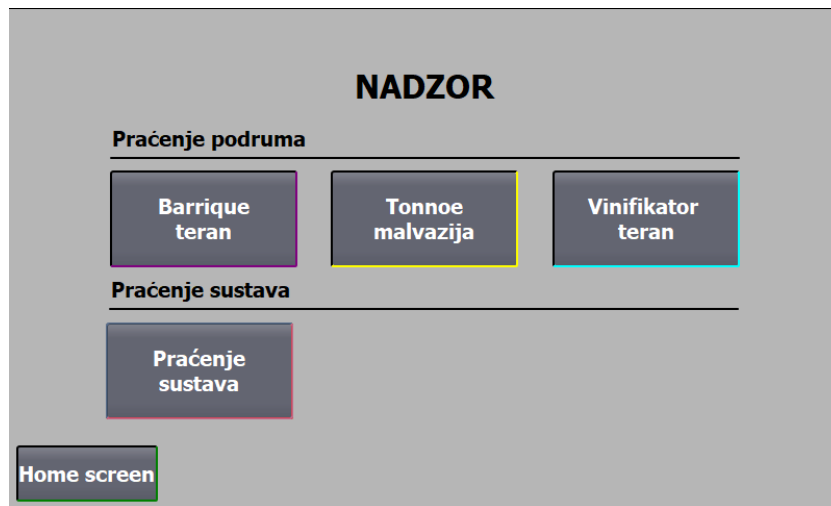 NADZOR
Praćenje podruma
Barrique
teran
Tonnoe
malvazija
Vinifikator
teran
Praćenje sustava
Praćenje
sustava
Home screen